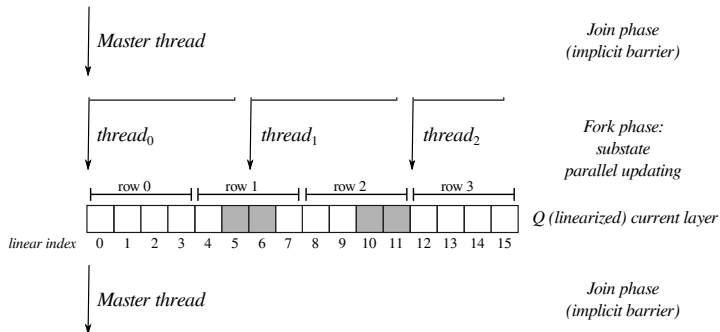 Master thread
Join phase
(implicit barrier)
thread0
thread1
thread2
Fork phase:
substate
parallel updating
row 0
row 1
row 2
row 3
Q (linearized) current layer
linear index
0 1 2 3 4 5 6 7 8 9 10 11 12 13 14 15
Master thread
Join phase
(implicit barrier)